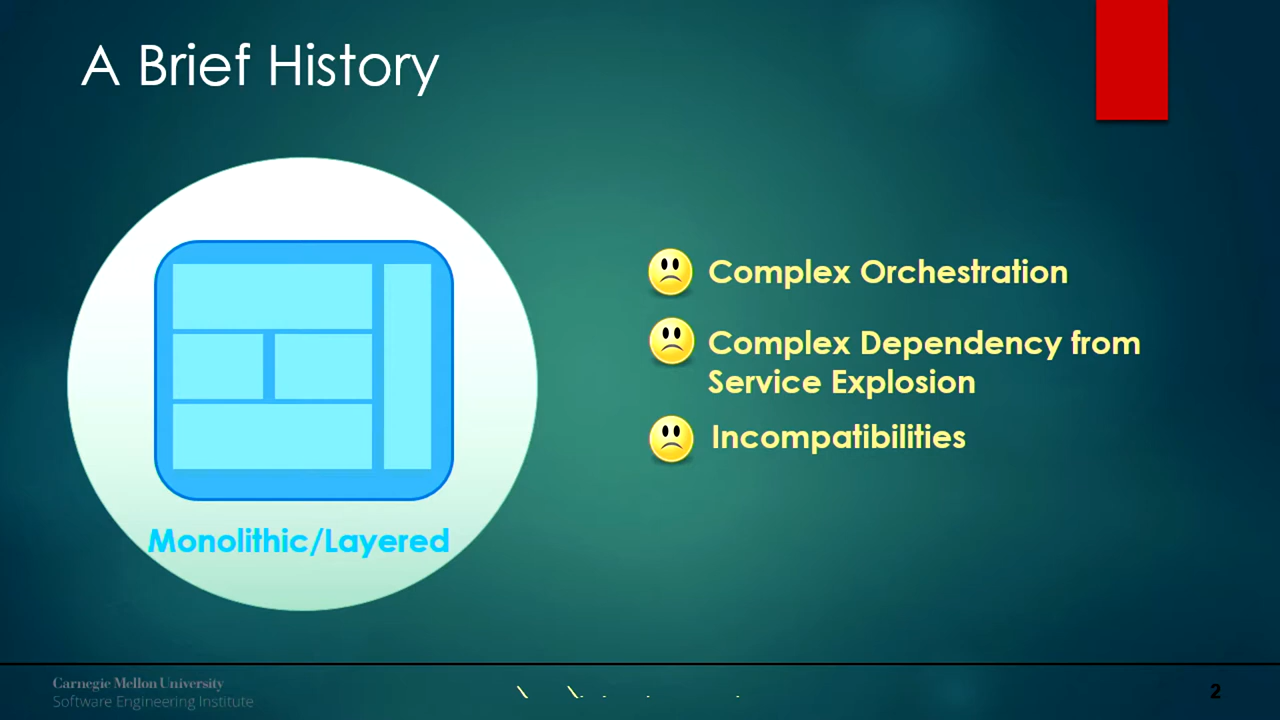 A Brief History
Monolithic/Layered
Complex Orchestration
Complex Dependency from
Service Explosion
Incompatibilities
Carnegie Mellon University
Software Engineering Institute
2